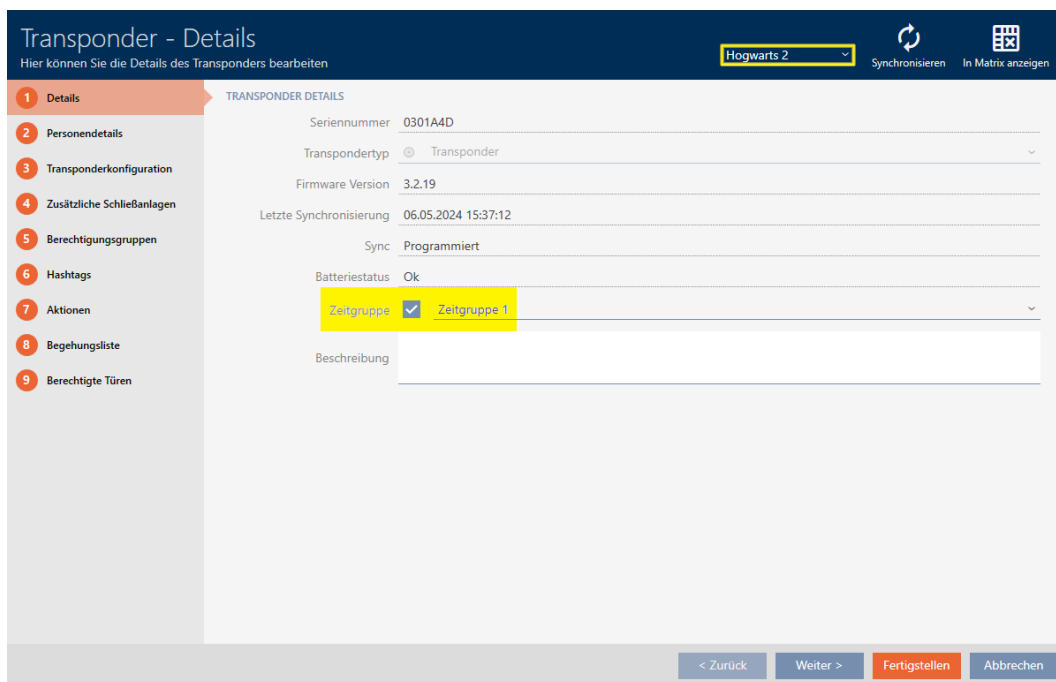 Transponder - Details
Hier können Sie die Details des Transponders bearbeiten
Hogwarts 2
Synchronisieren
In Matrix anzeigen
1 Details
2 Personendetails
3 Transponderkonfiguration
4 Zusätzliche Schließanlagen
5 Berechtigungsgruppen
6 Hashtags
7 Aktionen
8 Begehungsliste
9 Berechtigte Türen
TRANSPONDER DETAILS
Seriennummer 0301A4D
Transpondertyp Transponder
Firmware Version 3.2.19
Letzte Synchronisierung 06.05.2024 15:37:12
Sync Programmiert
Batteriestatus Ok
Zeitgruppe Zeitgruppe 1
Beschreibung
< Zurück Weiter > Fertigstellen Abbrechen